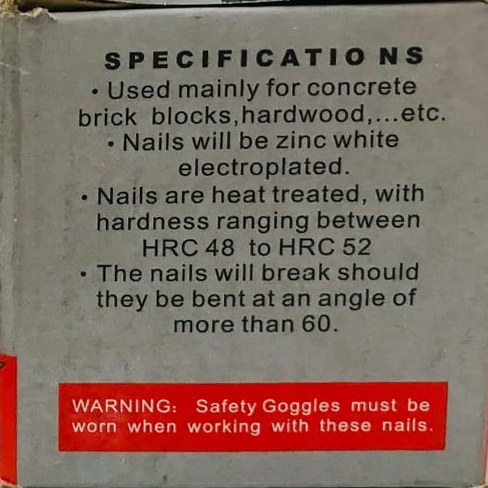 SPECIFICATIONS
• Used mainly for concrete
brick blocks,hardwood,...etc.
• Nails will be zinc white
electroplated.
• Nails are heat treated, with
hardness ranging between
HRC 48 to HRC 52
• The nails will break should
they be bent at an angle of
more than 60.
WARNING: Safety Goggles must be
worn when working with these nails.